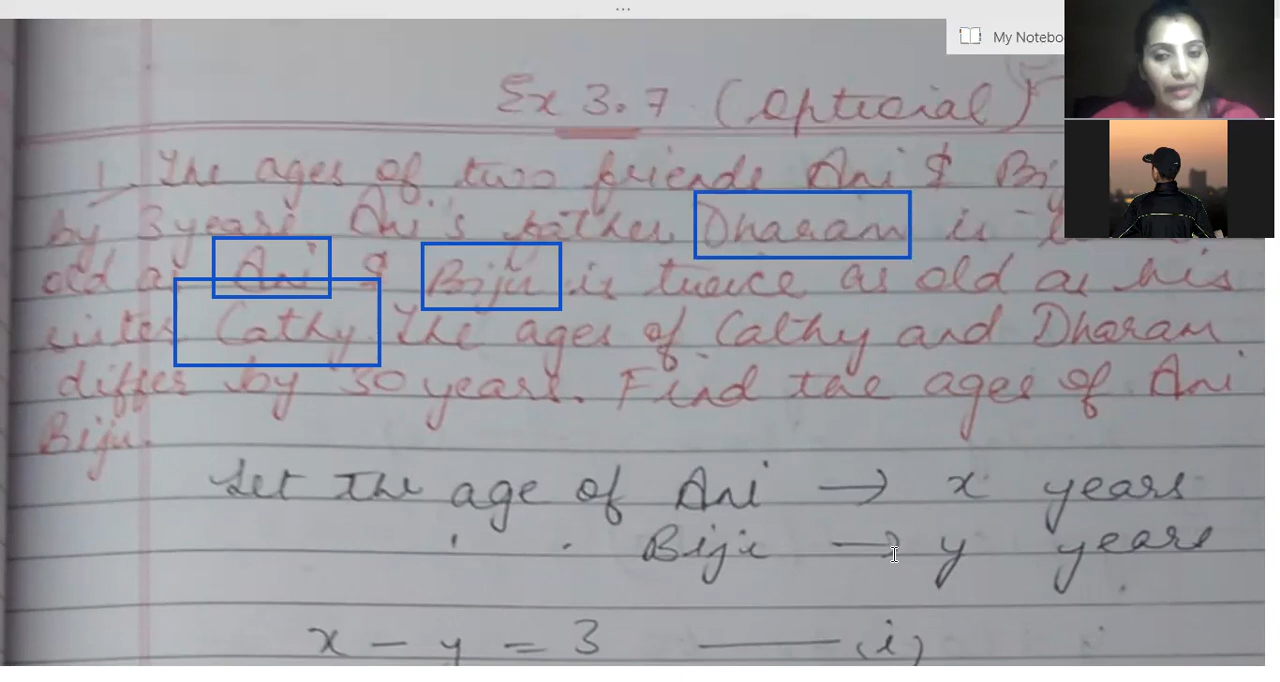 ...
My Notebo
Ex 3.7 (Opticial)
1. The ages of two friends Ani & Bi
by 3 years Ani's father Dharam is
old as Ani & Biju is twice as old as his
sister Cathy The ages of Cathy and Dharam
differ by 30 years. Find the ages of Ani
Biju.
Let the age of Ani → x years
Biju → y years
x - y = 3 (i)